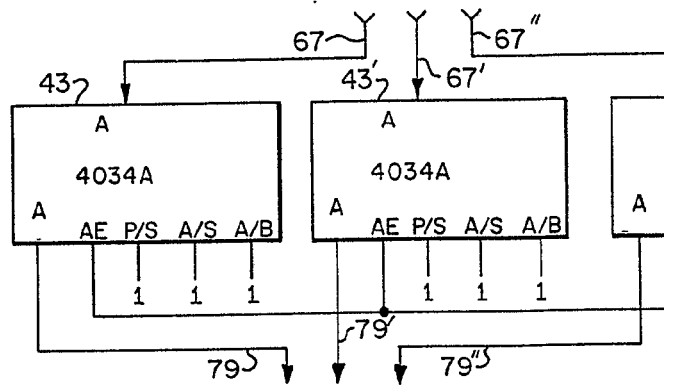 67 67' 67"
43 43'
A A
4034A 4034A
A A A
AE P/S A/S A/B AE P/S A/S A/B
1 1 1 1 1 1
79 79' 79"